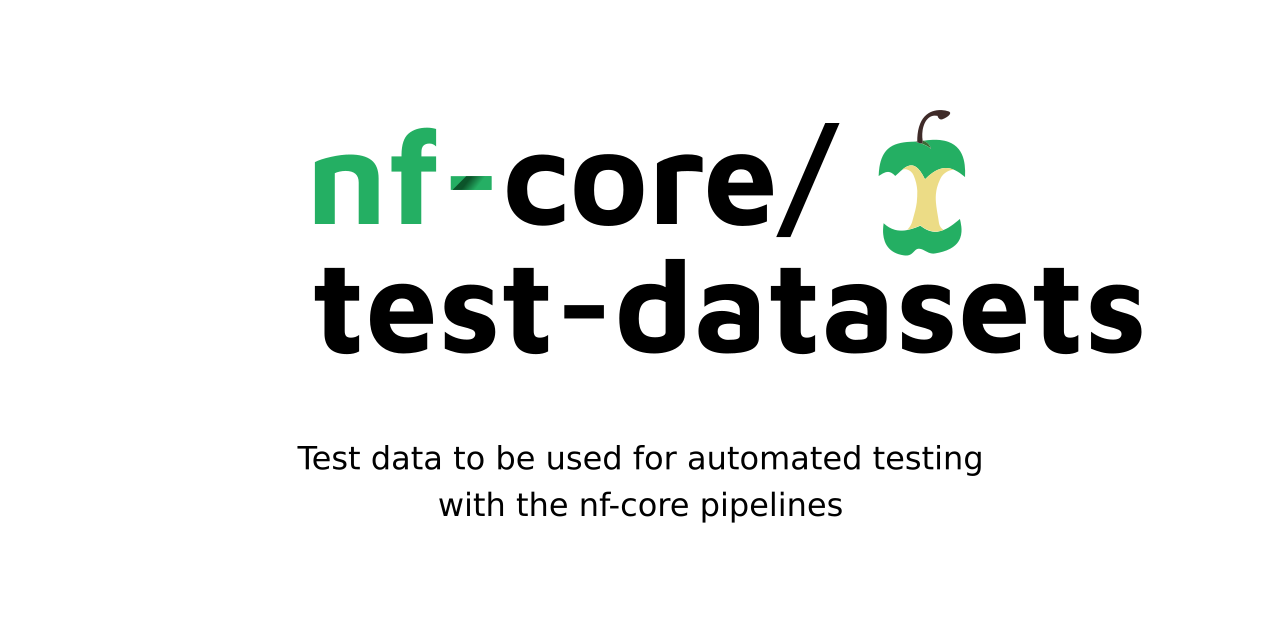 nf-core/
test-datasets
Test data to be used for automated testing
with the nf-core pipelines